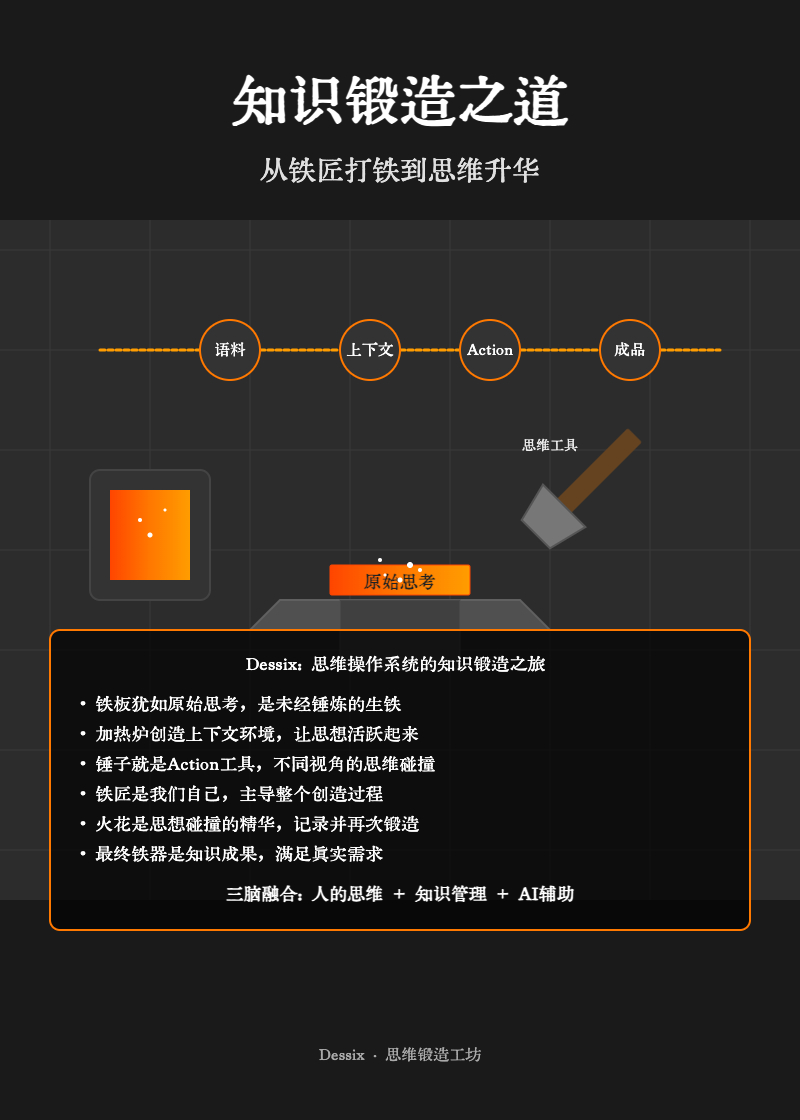 知识锻造之道
从铁匠打铁到思维升华
语料
上下文
Action
成品
思维工具
原始思考
Dessix: 思维操作系统的知识锻造之旅
• 铁板犹如原始思考，是未经锤炼的生铁
• 加热炉创造上下文环境，让思想活跃起来
• 锤子就是Action工具，不同视角的思维碰撞
• 铁匠是我们自己，主导整个创造过程
• 火花是思想碰撞的精华，记录并再次锻造
• 最终铁器是知识成果，满足真实需求
三脑融合: 人的思维 + 知识管理 + AI辅助
Dessix · 思维锻造工坊